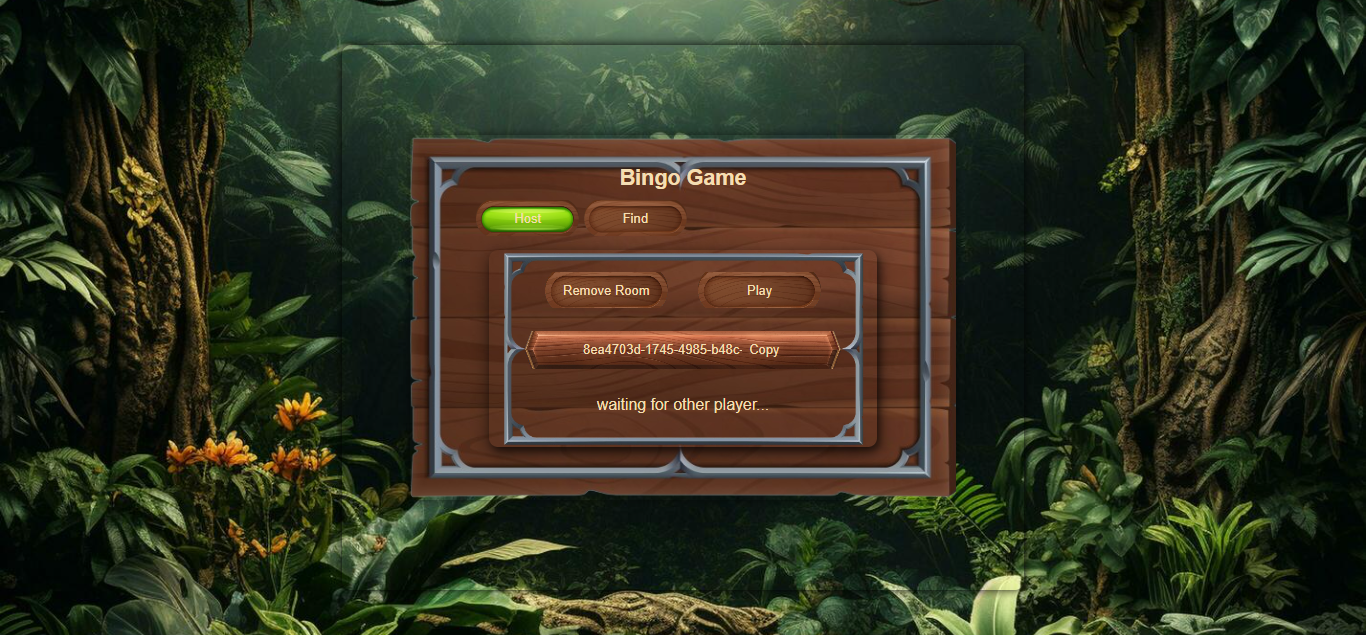 Bingo Game
Host Find
Remove Room Play
8ea4703d-1745-4985-b48c- Copy
waiting for other player...